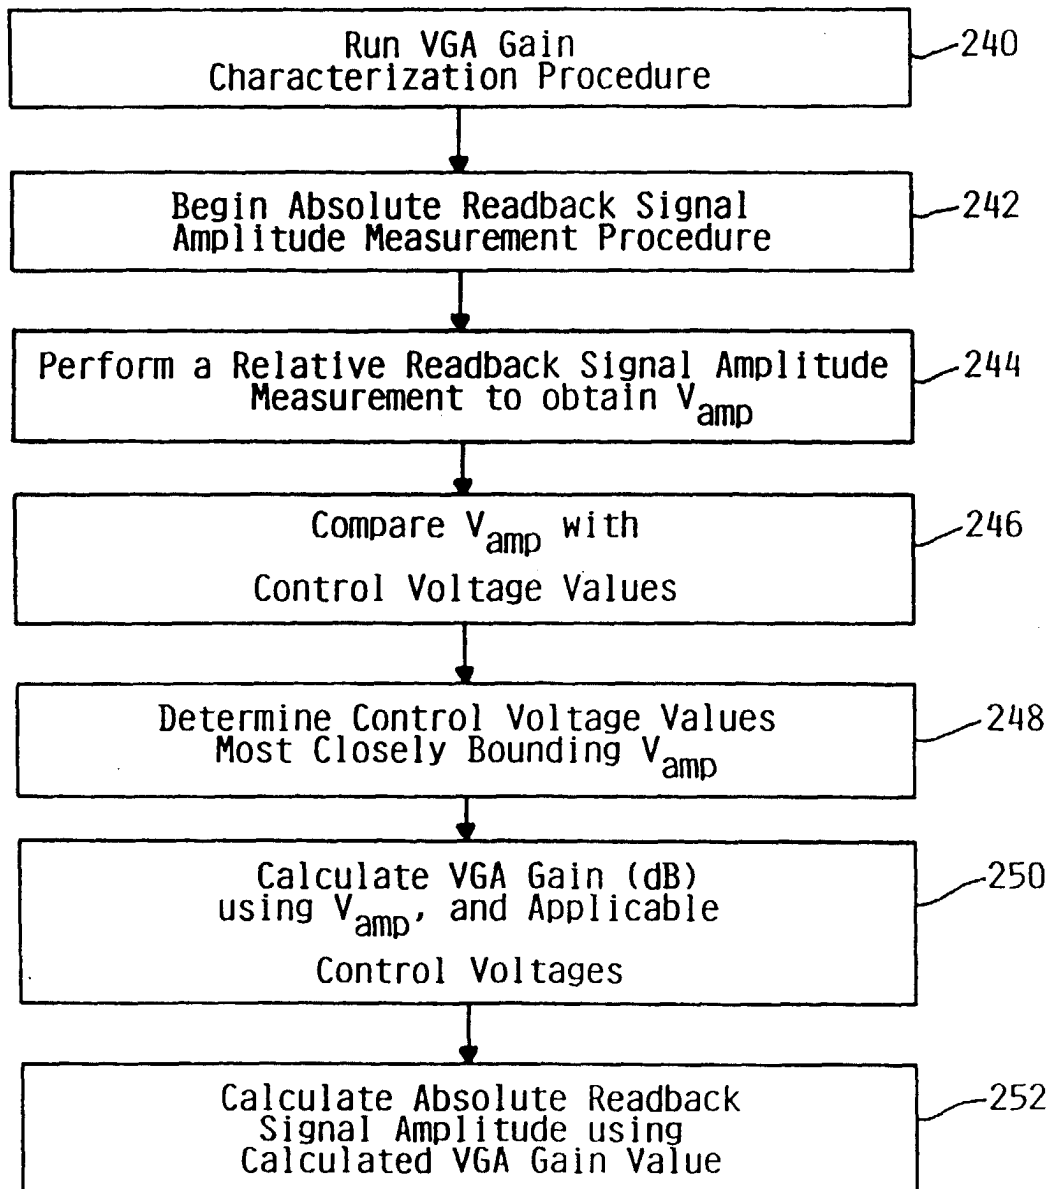 Run VGA Gain
Characterization Procedure
240
Begin Absolute Readback Signal
Amplitude Measurement Procedure
242
Perform a Relative Readback Signal Amplitude
Measurement to obtain Vamp
244
Compare Vamp with
Control Voltage Values
246
Determine Control Voltage Values
Most Closely Bounding Vamp
248
Calculate VGA Gain (dB)
using Vamp, and Applicable
Control Voltages
250
Calculate Absolute Readback
Signal Amplitude using
Calculated VGA Gain Value
252